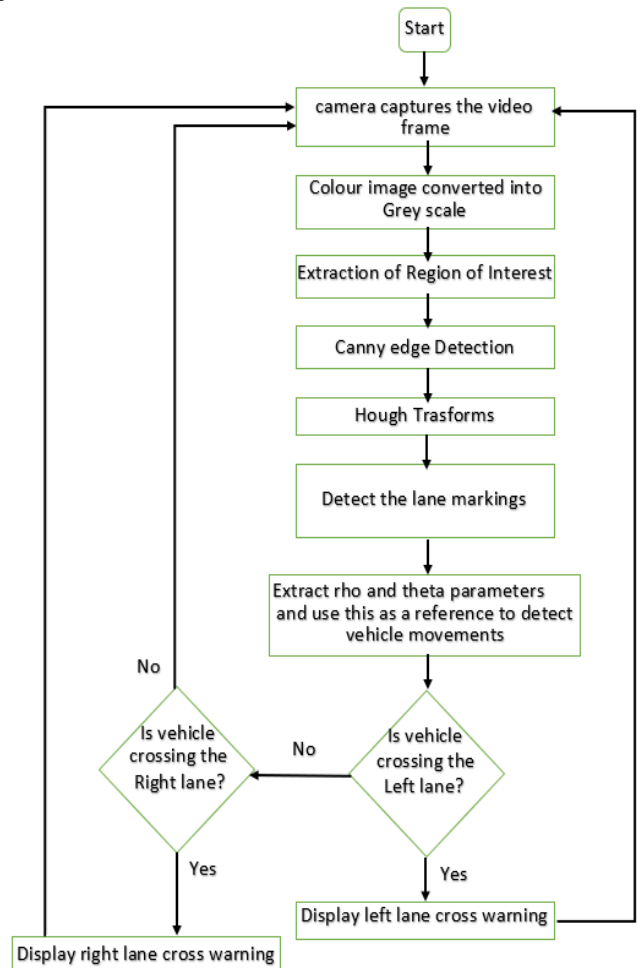 Start
camera captures the video
frame
Colour image converted into
Grey scale
Extraction of Region of Interest
Canny edge Detection
Hough Trasforms
Detect the lane markings
Extract rho and theta parameters
and use this as a reference to detect
vehicle movements
No
Is vehicle
crossing the
Right lane?
No
Is vehicle
crossing the
Left lane?
Yes
Yes
Display left lane cross warning
Display right lane cross warning